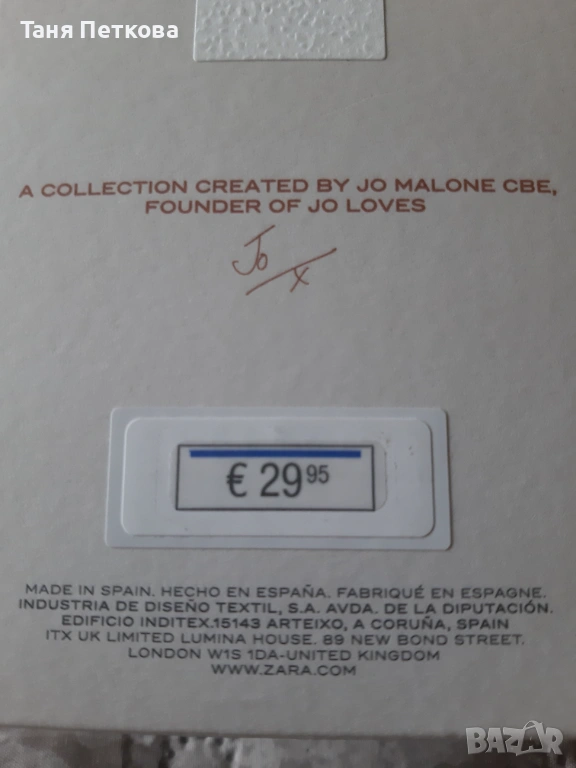 Таня Петкова
A COLLECTION CREATED BY JO MALONE CBE,
FOUNDER OF JO LOVES
Jo
x
€ 29 95
MADE IN SPAIN. HECHO EN ESPAÑA. FABRIQUÉ EN ESPAGNE.
INDUSTRIA DE DISEÑO TEXTIL, S.A. AVDA. DE LA DIPUTACIÓN.
EDIFICIO INDITEX.15143 ARTEIXO, A CORUÑA, SPAIN
ITX UK LIMITED LUMINA HOUSE. 89 NEW BOND STREET.
LONDON W1S 1DA-UNITED KINGDOM
WWW.ZARA.COM
BAZAR